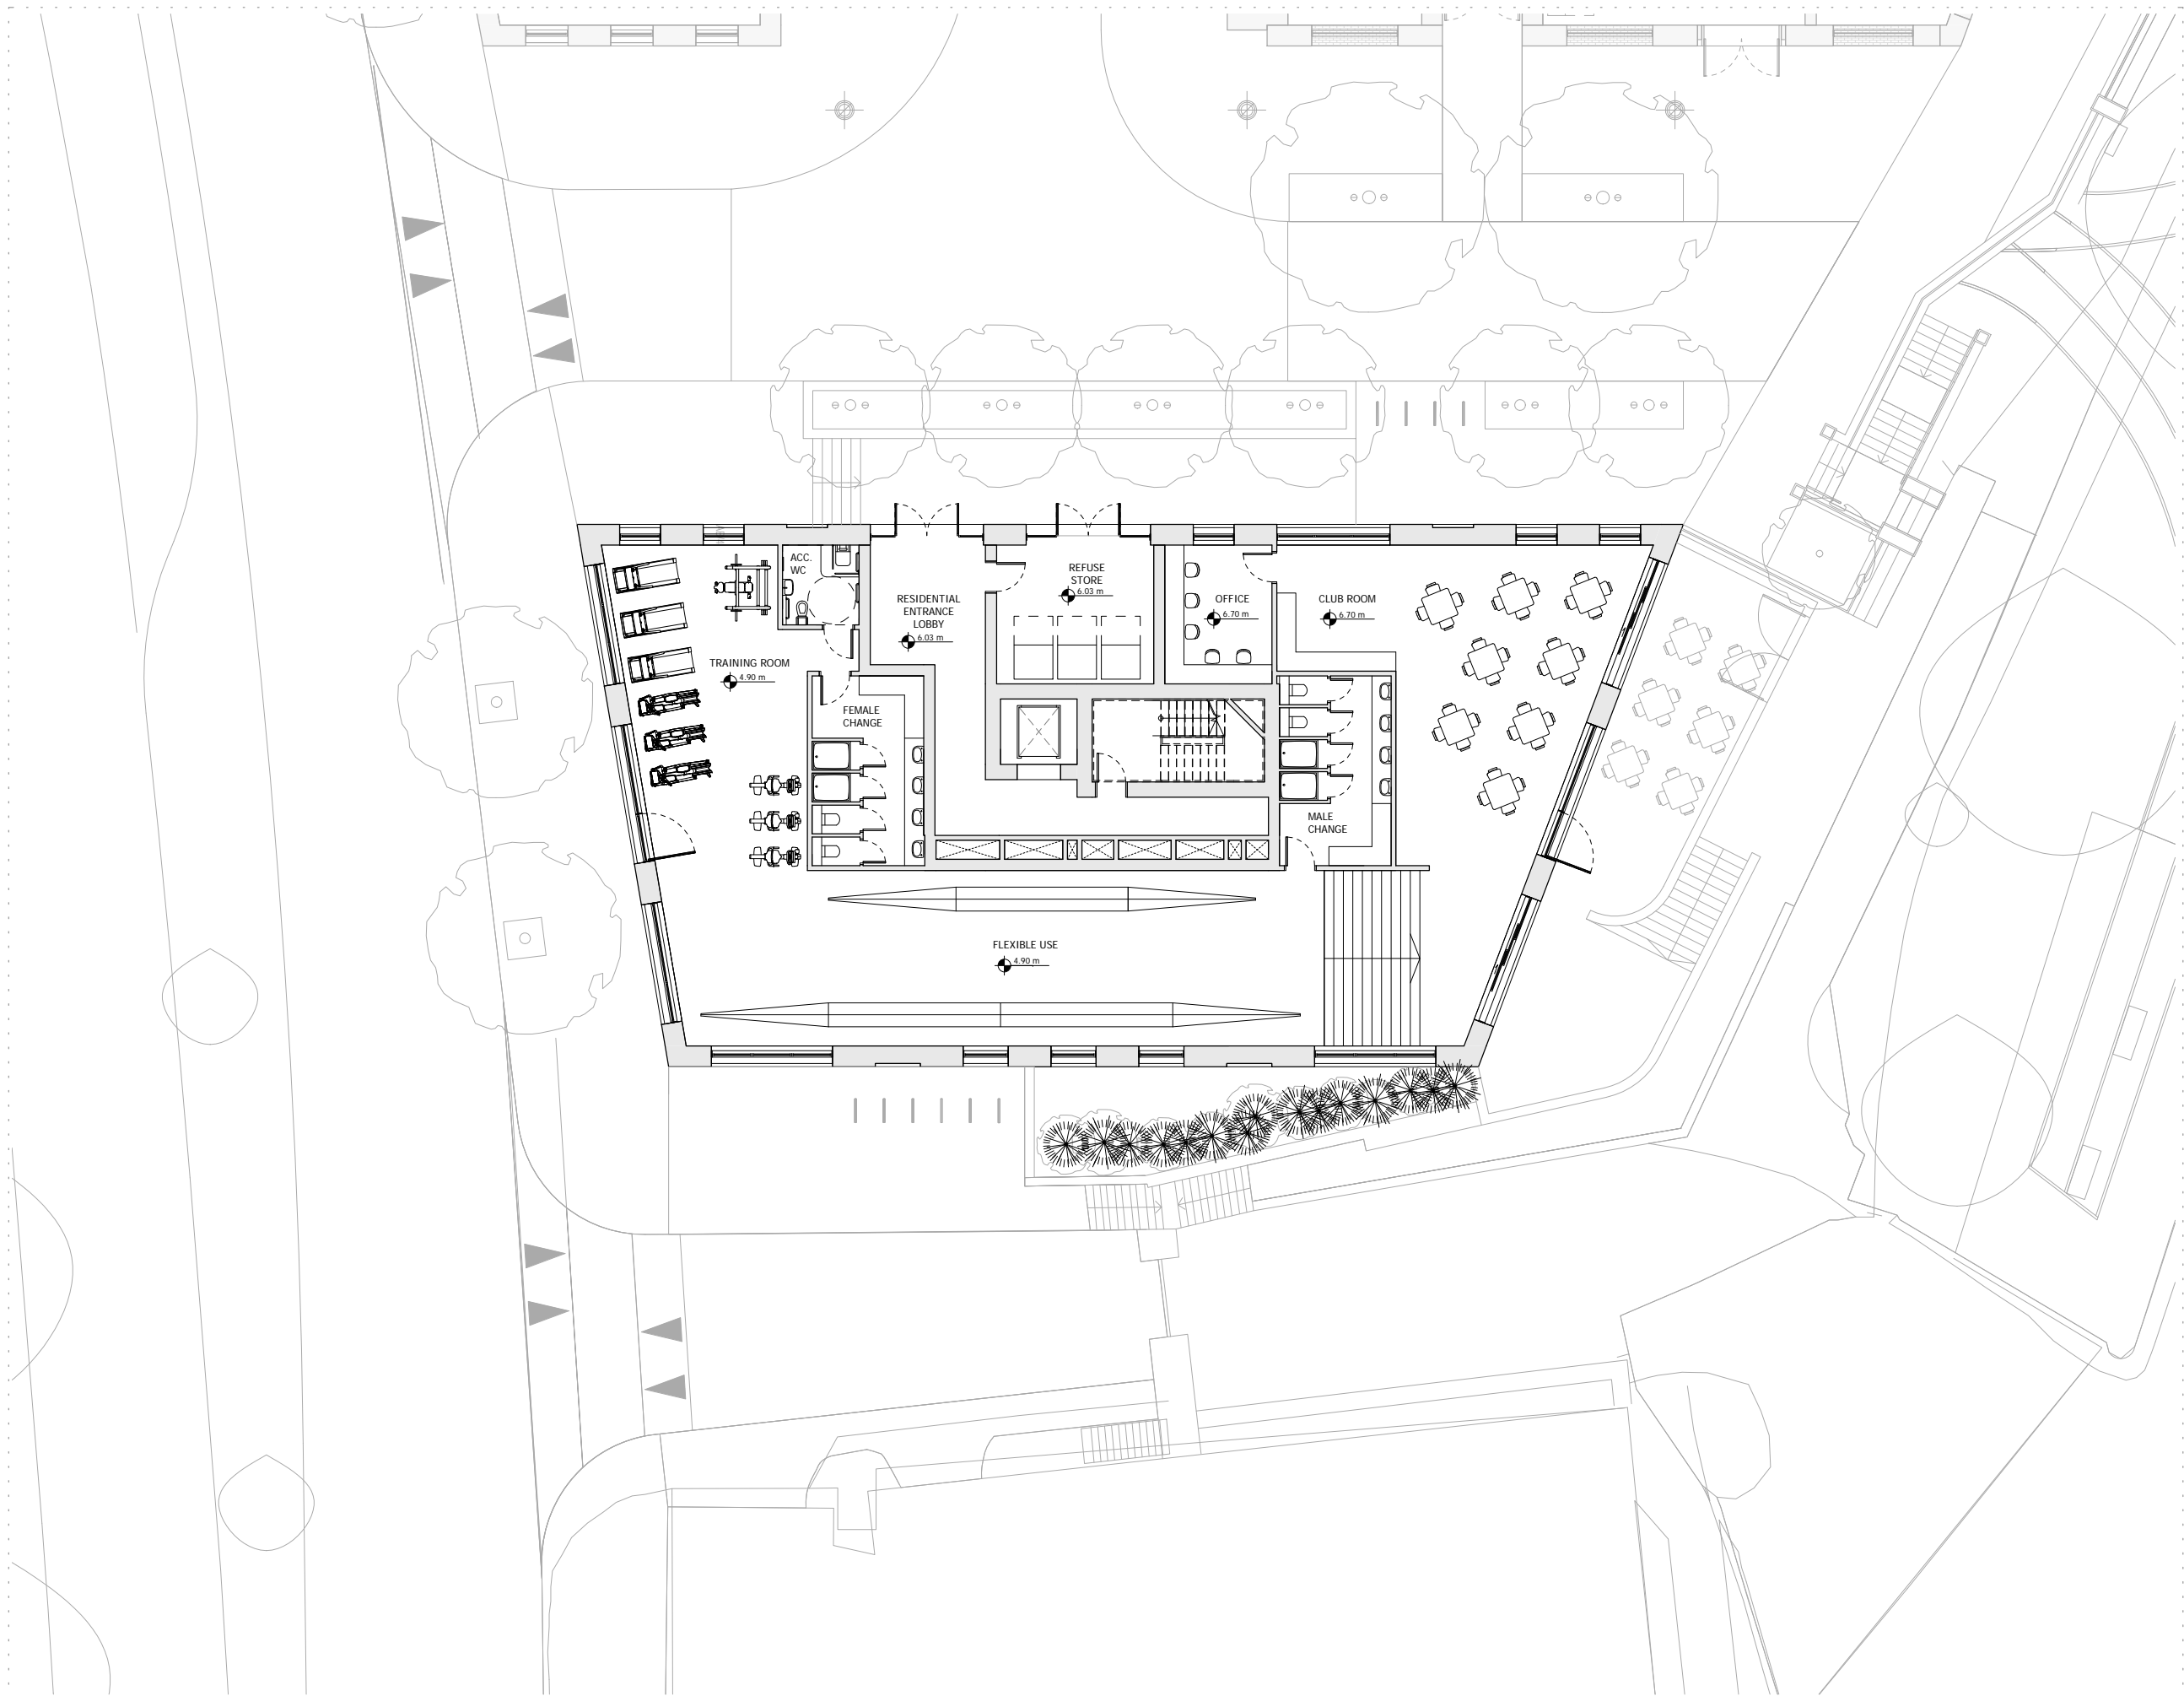 ACC.
WC
REFUSE
STORE
6.03 m
RESIDENTIAL
ENTRANCE
LOBBY
6.03 m
OFFICE
6.70 m
CLUB ROOM
6.70 m
TRAINING ROOM
4.90 m
FEMALE
CHANGE
MALE
CHANGE
FLEXIBLE USE
4.90 m